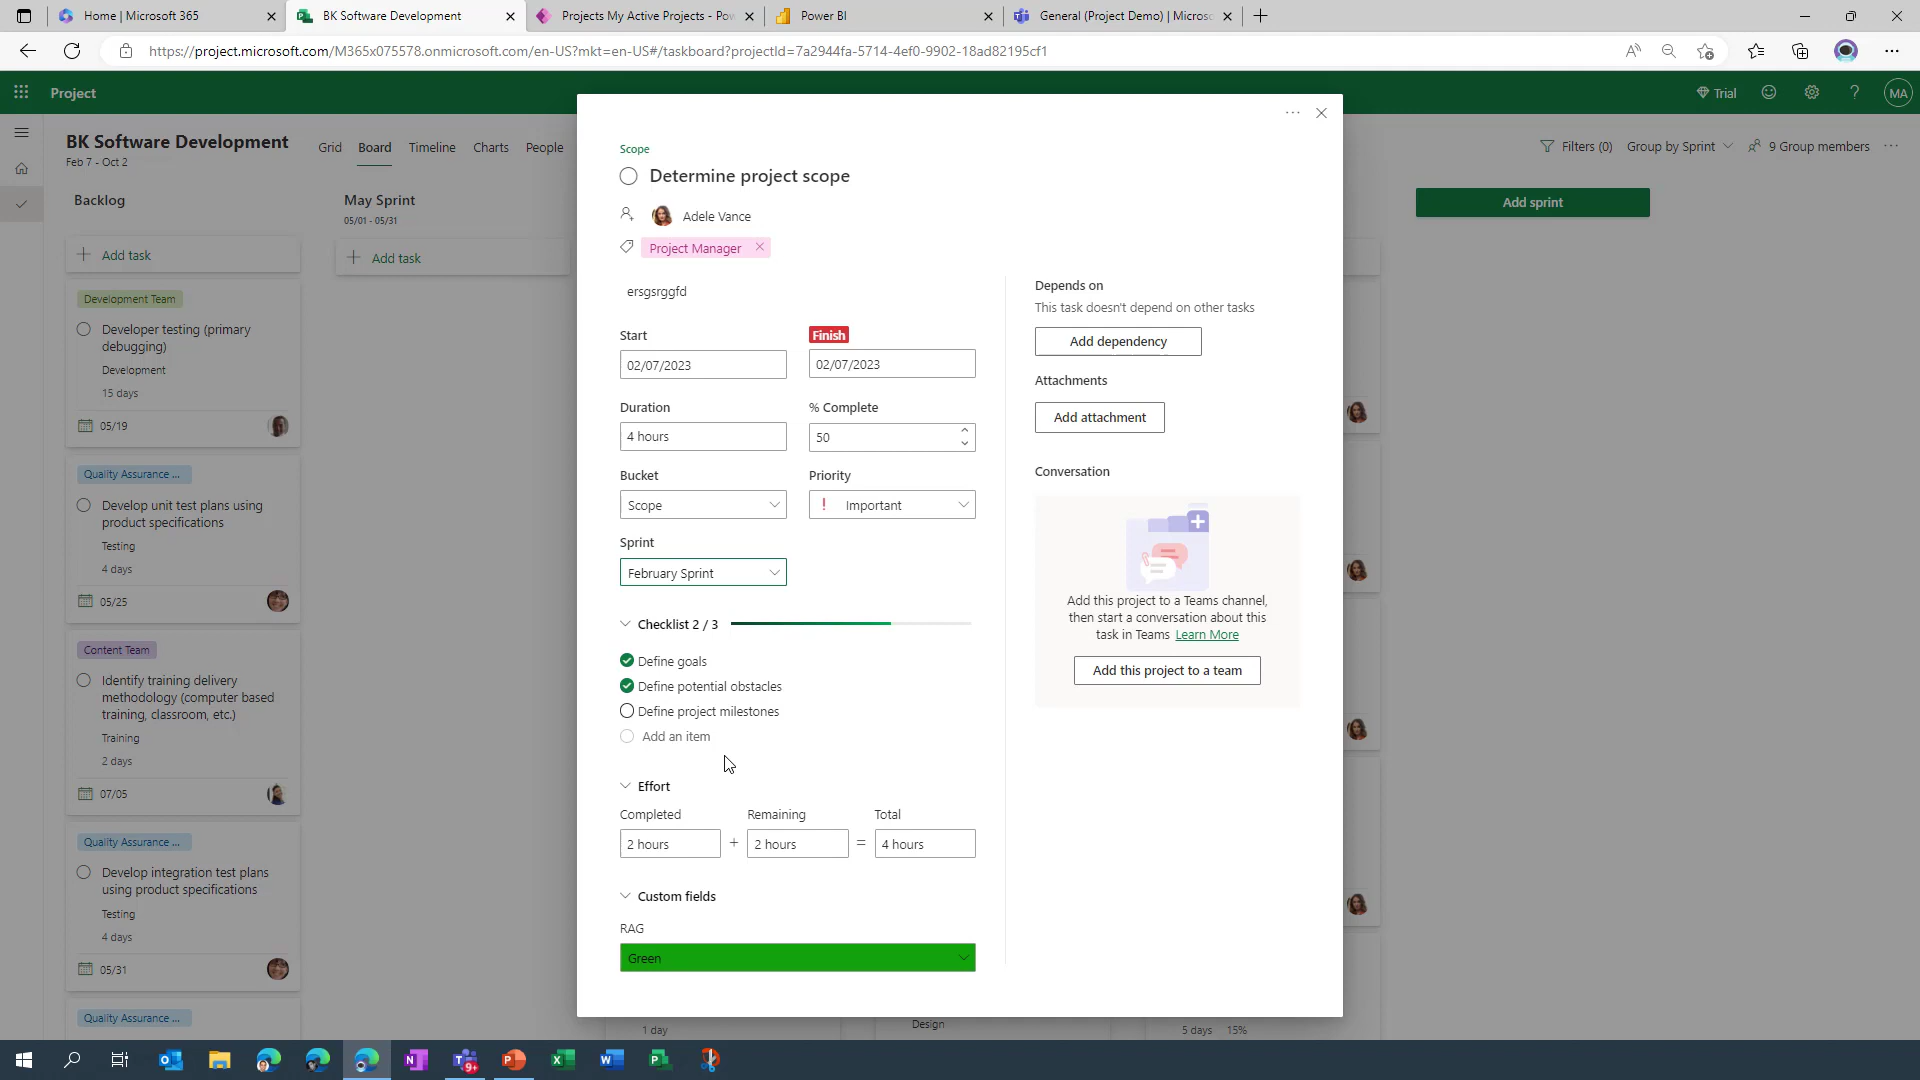 Home | Microsoft 365
BK Software Development
Projects My Active Projects - Pow
Power BI
General (Project Demo) | Micros
https://project.microsoft.com/M365x075578.onmicrosoft.com/en-US?mkt=en-US#/taskboard?projectId=7a2944fa-5714-4ef0-9902-18ad82195cf1
Project
Trial
MA
BK Software Development
Feb 7 - Oct 2
Grid
Board
Timeline
Charts
People
Filters (0)
Group by Sprint
9 Group members
Backlog
Add task
Development Team
Developer testing (primary
debugging)
Development
15 days
05/19
Quality Assurance ...
Develop unit test plans using
product specifications
Testing
4 days
05/25
Content Team
Identify training delivery
methodology (computer based
training, classroom, etc.)
Training
2 days
07/05
Quality Assurance ...
Develop integration test plans
using product specifications
Testing
4 days
05/31
Quality Assurance ...
May Sprint
05/01 - 05/31
Add task
Scope
Determine project scope
Adele Vance
Project Manager
ersgsrggfd
Start
Finish
02/07/2023
02/07/2023
Duration
% Complete
4 hours
50
Bucket
Priority
Scope
! Important
Sprint
February Sprint
Checklist 2 / 3
Define goals
Define potential obstacles
Define project milestones
Add an item
Effort
Completed
Remaining
Total
2 hours + 2 hours = 4 hours
Custom fields
RAG
Green
Depends on
This task doesn't depend on other tasks
Add dependency
Attachments
Add attachment
Conversation
Add this project to a Teams channel,
then start a conversation about this
task in Teams Learn More
Add this project to a team
Add sprint
1 day
Design
5 days 15%
9+